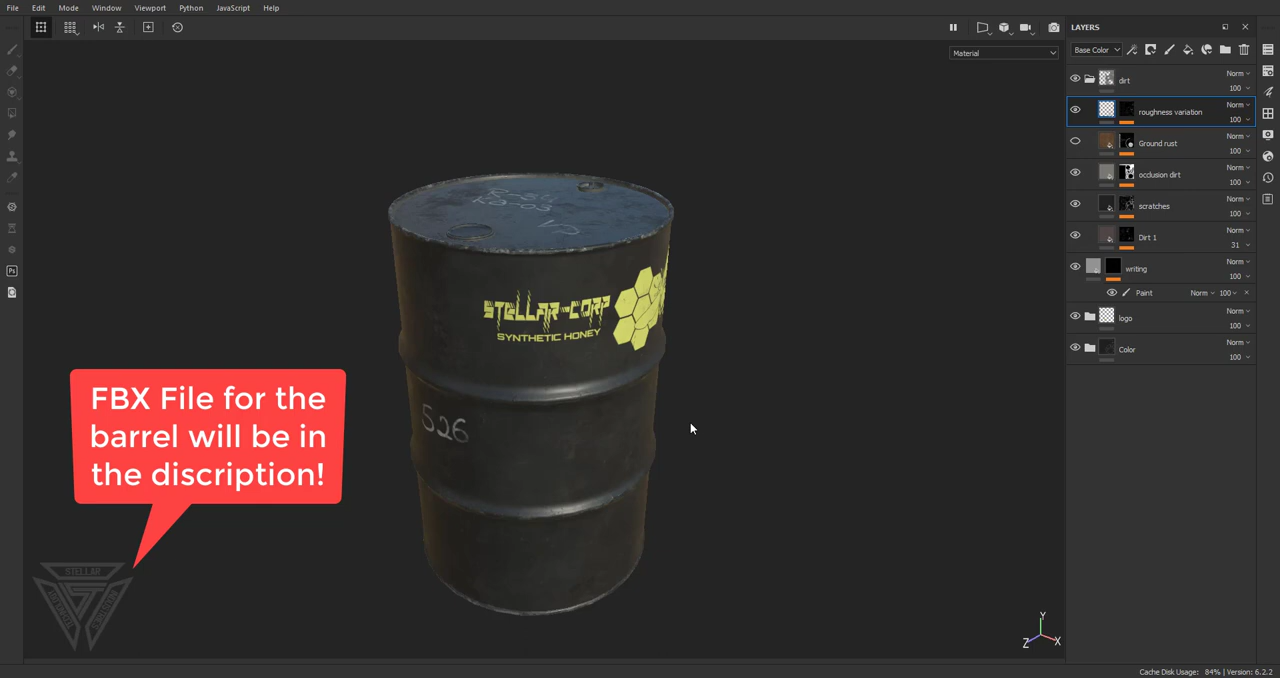 File Edit Mode Window Viewport Python JavaScript Help
LAYERS
Material
Base Color
dirt Norm 100
roughness variation Norm 100
Ground rust Norm 100
occlusion dirt Norm 100
scratches Norm 100
Dirt 1 Norm 31
writing Norm 100
Paint Norm 100
logo Norm 100
Color Norm 100
Ps
STELLAR-CORP
SYNTHETIC HONEY
526
FBX File for the
barrel will be in
the discription!
STELLAR
Y
Z X
Cache Disk Usage: 84% | Version: 6.2.2